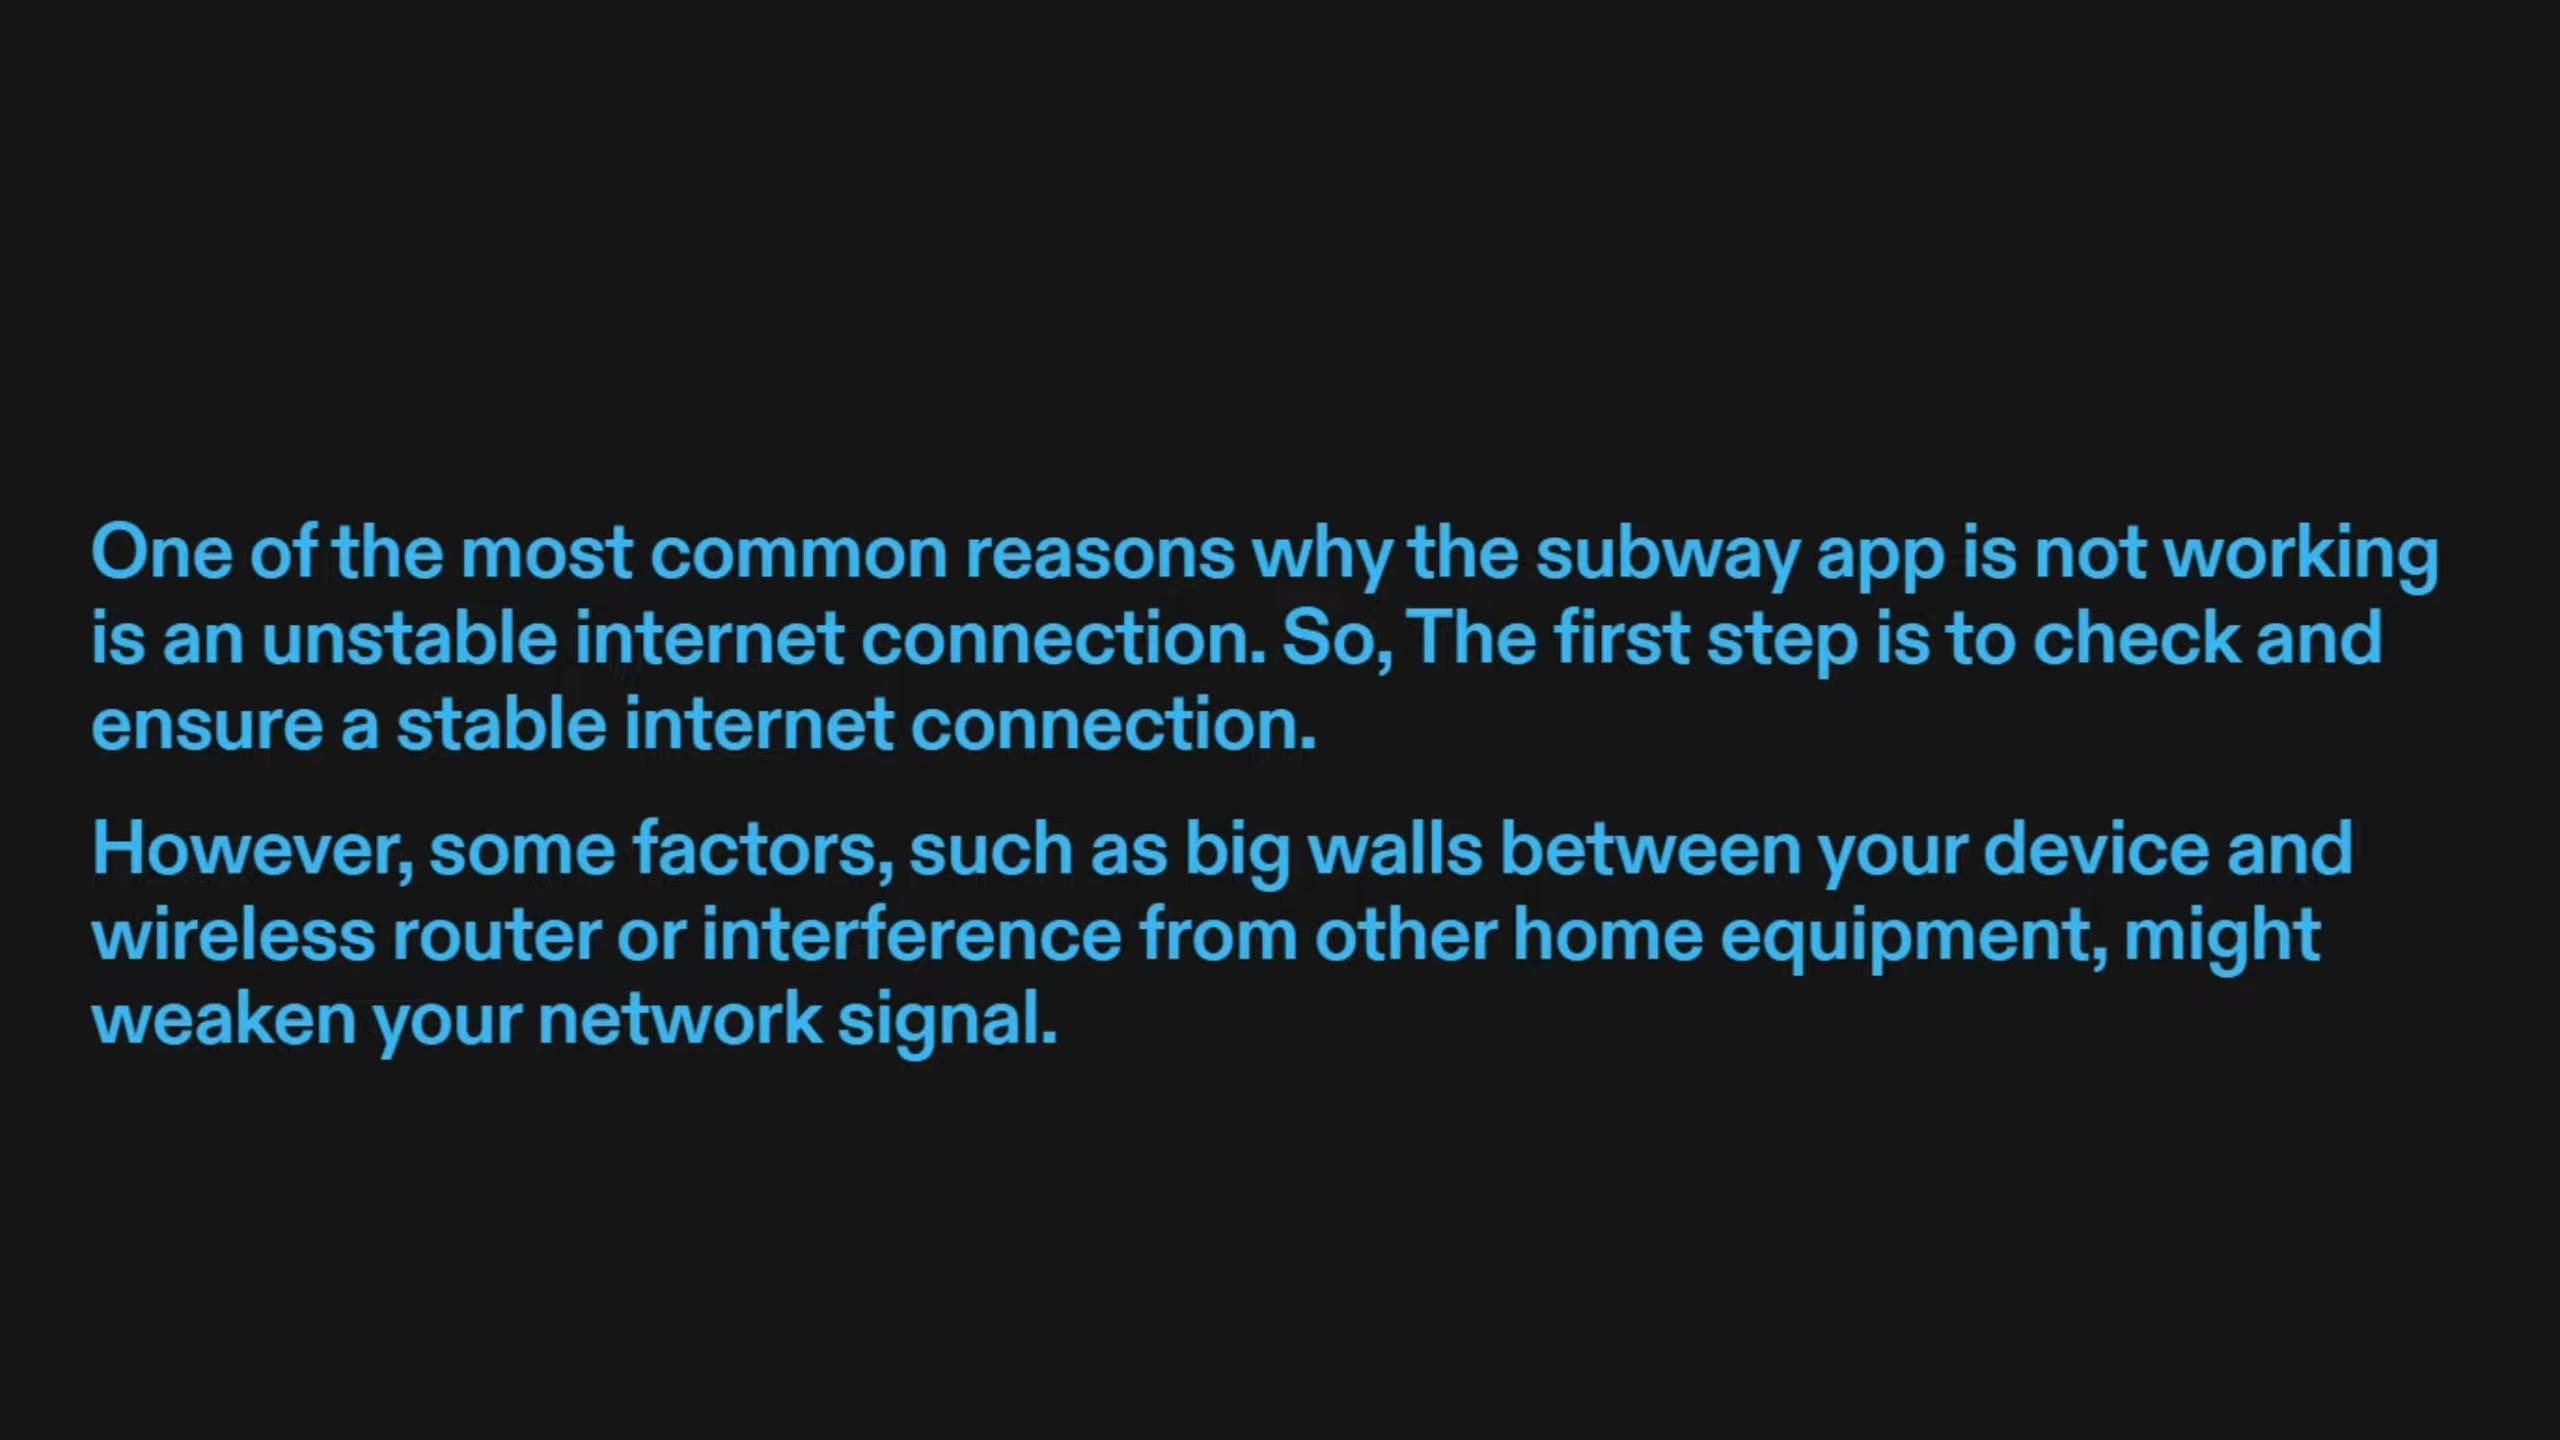 One of the most common reasons why the subway app is not working
is an unstable internet connection. So, The first step is to check and
ensure a stable internet connection.
However, some factors, such as big walls between your device and
wireless router or interference from other home equipment, might
weaken your network signal.